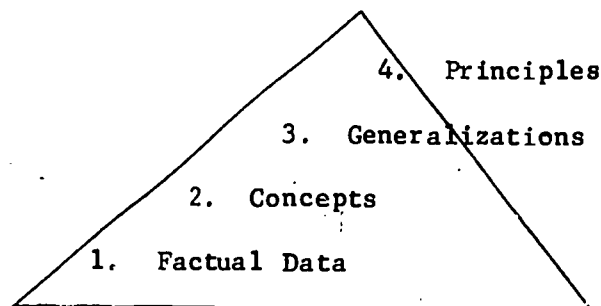 4. Principles
3. Generalizations
2. Concepts
1. Factual Data